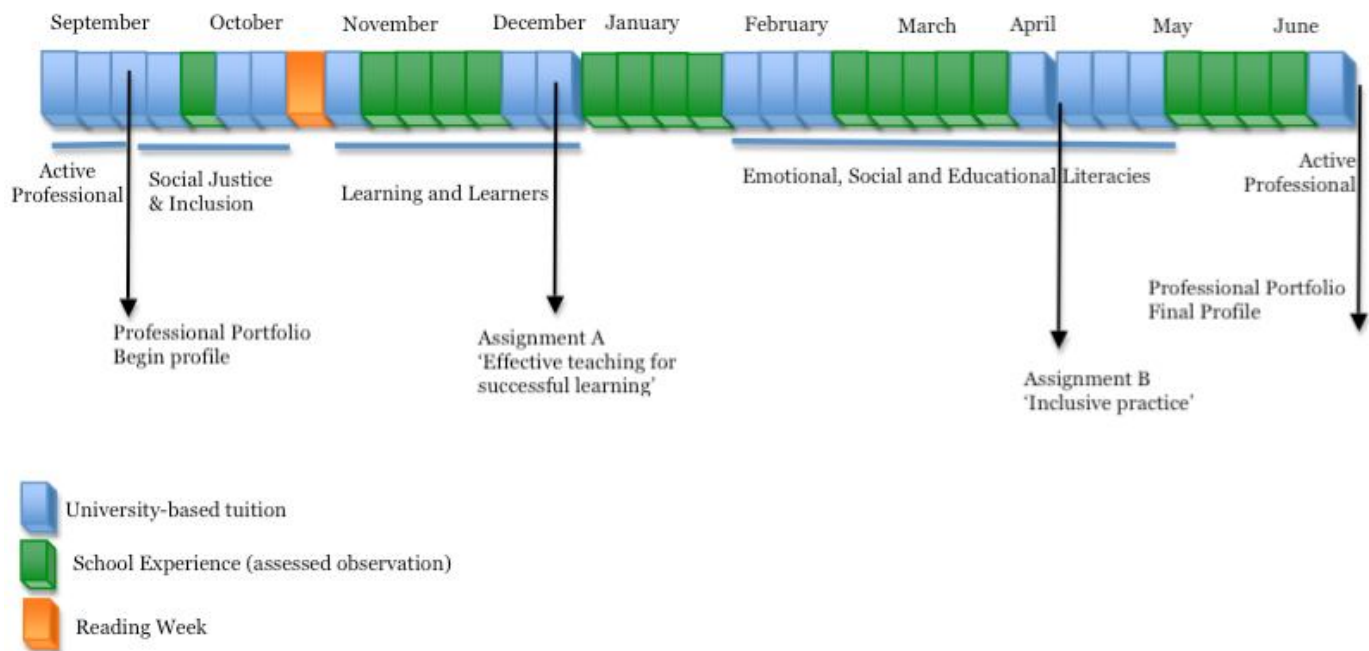 September
October
November
December
January
February
March
April
May
June
Active
Professional
Social Justice
& Inclusion
Learning and Learners
Emotional, Social and Educational Literacies
Active
Professional
Professional Portfolio
Begin profile
Assignment A
‘Effective teaching for
successful learning’
Assignment B
‘Inclusive practice’
Professional Portfolio
Final Profile
University-based tuition
School Experience (assessed observation)
Reading Week